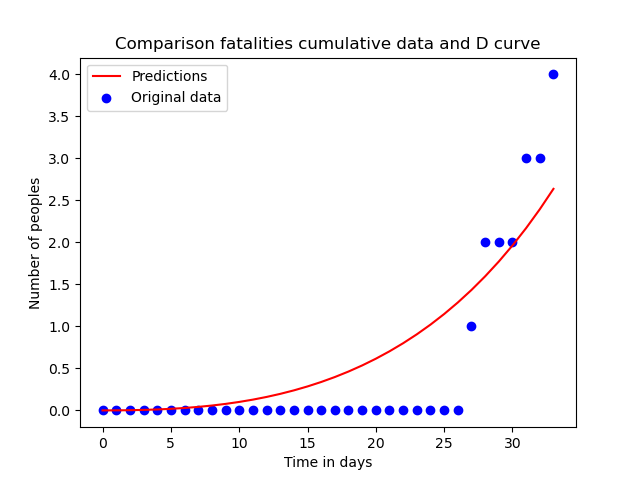 Comparison fatalities cumulative data and D curve
Predictions
Original data
4.0
3.5
3.0
2.5
2.0
1.5
1.0
0.5
0.0
Number of peoples
0 5 10 15 20 25 30
Time in days